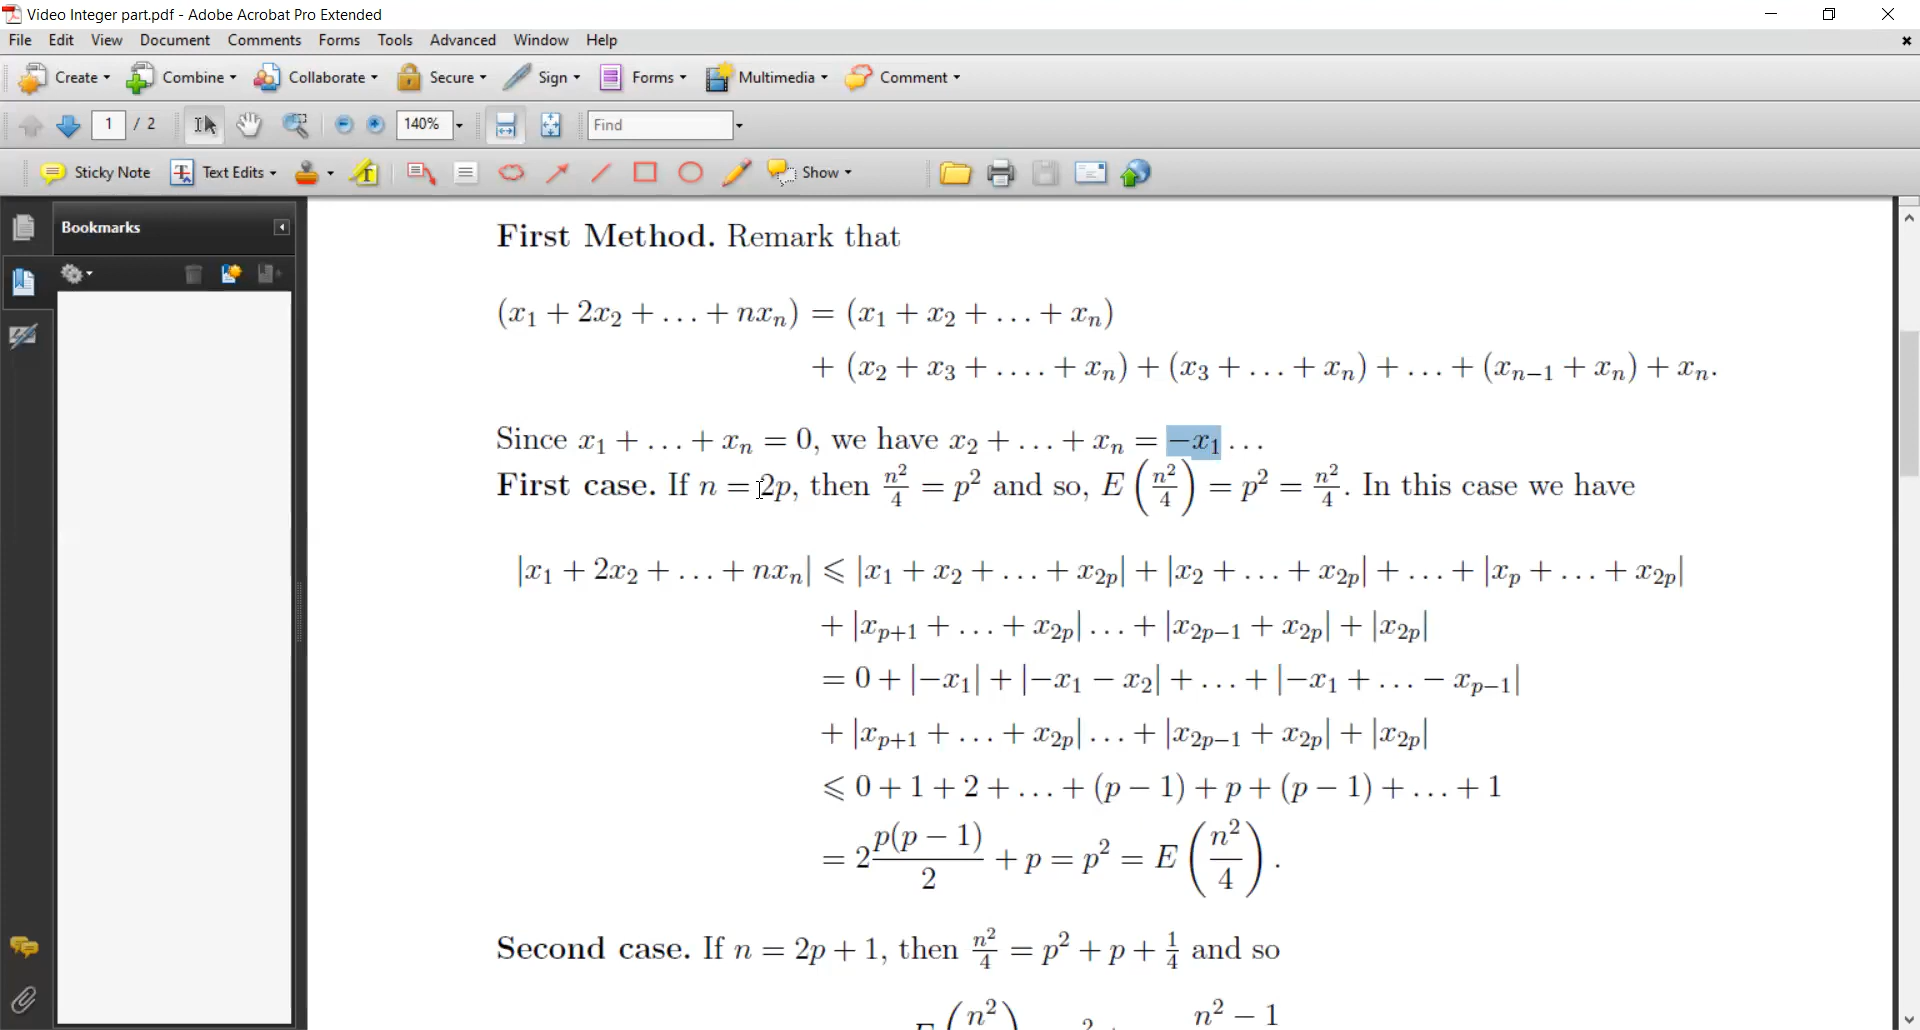 Video Integer part.pdf - Adobe Acrobat Pro Extended
File Edit View Document Comments Forms Tools Advanced Window Help
Create Combine Collaborate Secure Sign Forms Multimedia Comment
1 / 2 140% Find
Sticky Note Text Edits Show
Bookmarks
First Method. Remark that
(x₁ + 2x₂ + … + nxₙ) = (x₁ + x₂ + … + xₙ)
+ (x₂ + x₃ + .... + xₙ) + (x₃ + … + xₙ) + … + (xₙ₋₁ + xₙ) + xₙ.
Since x₁ + … + xₙ = 0, we have x₂ + … + xₙ = −x₁ …
First case. If n = 2p, then n²/4 = p² and so, E(n²/4) = p² = n²/4. In this case we have
|x₁ + 2x₂ + … + nxₙ| ⩽ |x₁ + x₂ + … + x₂ₚ| + |x₂ + … + x₂ₚ| + … + |xₚ + … + x₂ₚ|
+ |xₚ₊₁ + … + x₂ₚ| … + |x₂ₚ₋₁ + x₂ₚ| + |x₂ₚ|
= 0 + |−x₁| + |−x₁ − x₂| + … + |−x₁ + … − xₚ₋₁|
+ |xₚ₊₁ + … + x₂ₚ| … + |x₂ₚ₋₁ + x₂ₚ| + |x₂ₚ|
⩽ 0 + 1 + 2 + … + (p − 1) + p + (p − 1) + … + 1
= 2 p(p − 1)/2 + p = p² = E(n²/4).
Second case. If n = 2p + 1, then n²/4 = p² + p + 1/4 and so